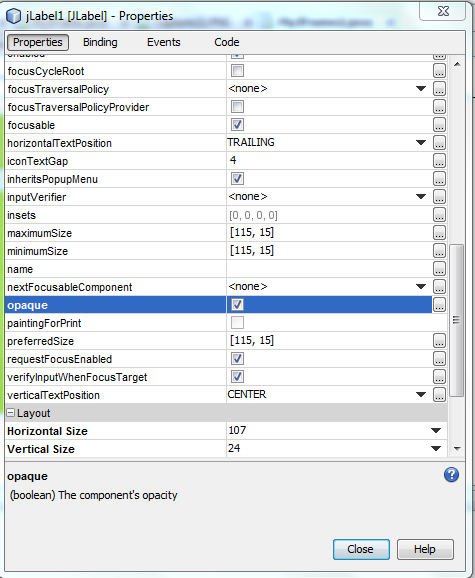 jLabel1 [JLabel] - Properties
Properties Binding Events Code
enabled
focusCycleRoot ...
focusTraversalPolicy <none> ...
focusTraversalPolicyProvider ...
focusable ...
horizontalTextPosition TRAILING ...
iconTextGap 4 ...
inheritsPopupMenu ...
inputVerifier <none> ...
insets [0, 0, 0, 0] ...
maximumSize [115, 15] ...
minimumSize [115, 15] ...
name ...
nextFocusableComponent <none> ...
opaque ...
paintingForPrint ...
preferredSize [115, 15] ...
requestFocusEnabled ...
verifyInputWhenFocusTarget ...
verticalTextPosition CENTER ...
Layout
Horizontal Size 107
Vertical Size 24
opaque
(boolean) The component's opacity
Close Help